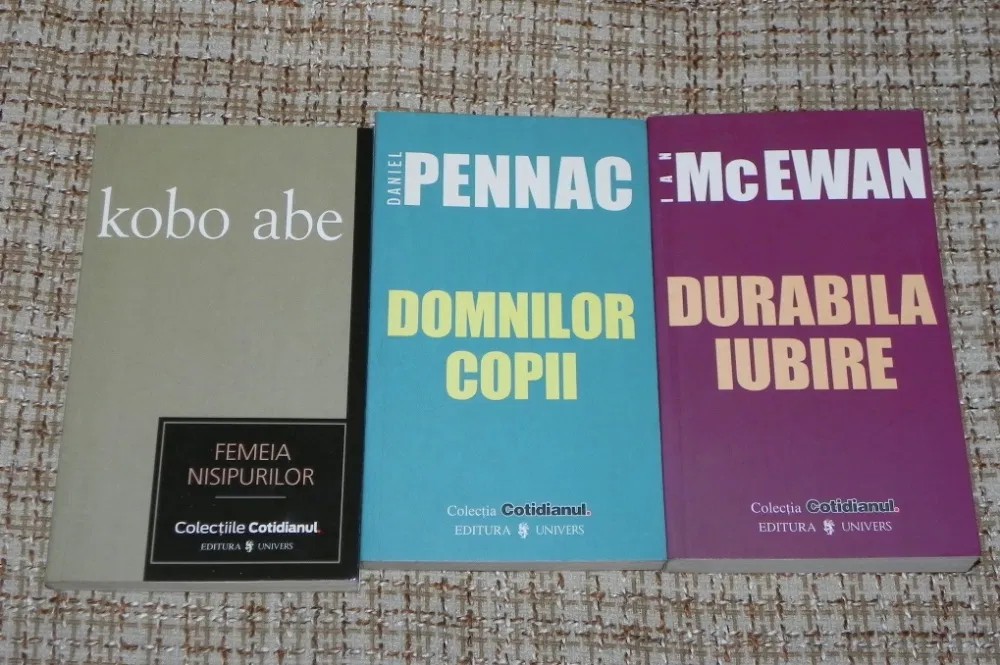 kobo abe
FEMEIA
NISIPURILOR
Colecțiile Cotidianul.
EDITURA UNIVERS
DANIEL
PENNAC
DOMNILOR
COPII
Colecția Cotidianul.
EDITURA UNIVERS
IAN
McEWAN
DURABILA
IUBIRE
Colecția Cotidianul.
EDITURA UNIVERS